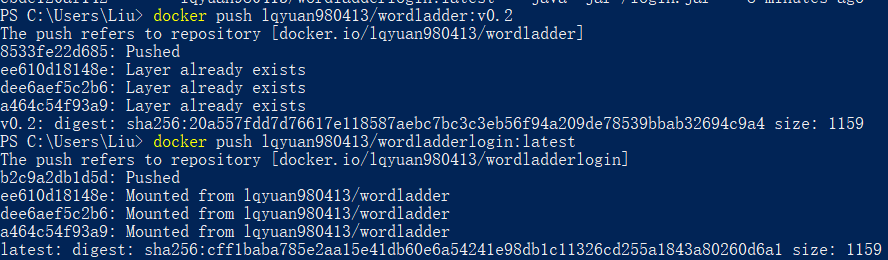 PS C:\Users\Liu> docker push lqyuan980413/wordladder:v0.2
The push refers to repository [docker.io/lqyuan980413/wordladder]
8533fe22d685: Pushed
ee610d18148e: Layer already exists
dee6aef5c2b6: Layer already exists
a464c54f93a9: Layer already exists
v0.2: digest: sha256:20a557fdd7d76617e118587aebc7bc3c3eb56f94a209de78539bbab32694c9a4 size: 1159
PS C:\Users\Liu> docker push lqyuan980413/wordladderlogin:latest
The push refers to repository [docker.io/lqyuan980413/wordladderlogin]
b2c9a2db1d5d: Pushed
ee610d18148e: Mounted from lqyuan980413/wordladder
dee6aef5c2b6: Mounted from lqyuan980413/wordladder
a464c54f93a9: Mounted from lqyuan980413/wordladder
latest: digest: sha256:cff1baba785e2aa15e41db60e6a54241e98db1c11326cd255a1843a80260d6a1 size: 1159